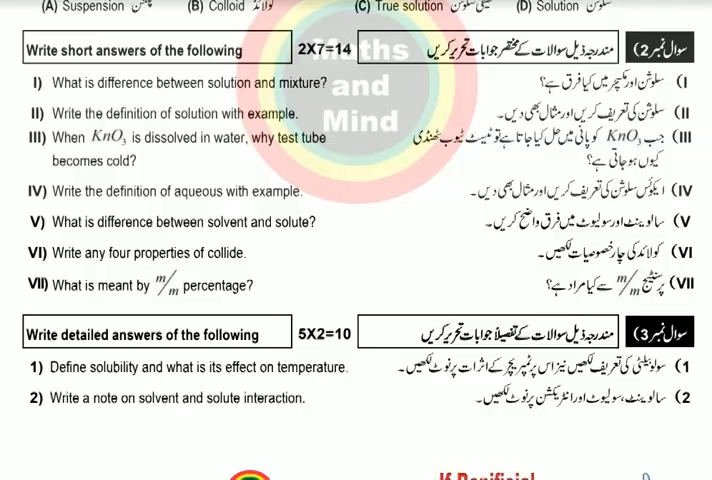 (A) Suspension سسپنشن (B) Colloid کولائڈ (C) True solution حقیقی سلوشن (D) Solution سلوشن
Write short answers of the following 2X7=14 مندرجہ ذیل سوالات کے مختصر جوابات تحریر کریں سوال نمبر 2)
Maths
and
Mind
I) What is difference between solution and mixture? سلوشن اور مکسچر میں کیا فرق ہے؟ (I
II) Write the definition of solution with example. سلوشن کی تعریف کریں اور مثال بھی دیں۔ (II
III) When KnO₃ is dissolved in water, why test tube جب KnO₃ کو پانی میں حل کیا جاتا ہے تو ٹیسٹ ٹیوب ٹھنڈی (III
becomes cold? کیوں ہو جاتی ہے؟
IV) Write the definition of aqueous with example. ایکوئس سلوشن کی تعریف کریں اور مثال بھی دیں۔ (IV
V) What is difference between solvent and solute? سالوینٹ اور سولیوٹ میں فرق واضح کریں۔ (V
VI) Write any four properties of collide. کولائڈ کی چار خصوصیات لکھیں۔ (VI
VII) What is meant by m/m percentage? پرسنٹیج m/m سے کیا مراد ہے؟ (VII
Write detailed answers of the following 5X2=10 مندرجہ ذیل سوالات کے تفصیلاً جوابات تحریر کریں سوال نمبر 3)
1) Define solubility and what is its effect on temperature. سولوبیلٹی کی تعریف لکھیں نیز اس پر ٹمپریچر کے اثرات پر نوٹ لکھیں۔ (1
2) Write a note on solvent and solute interaction. سالوینٹ، سولیوٹ اور انٹریکشن پر نوٹ لکھیں۔ (2
If Benificial